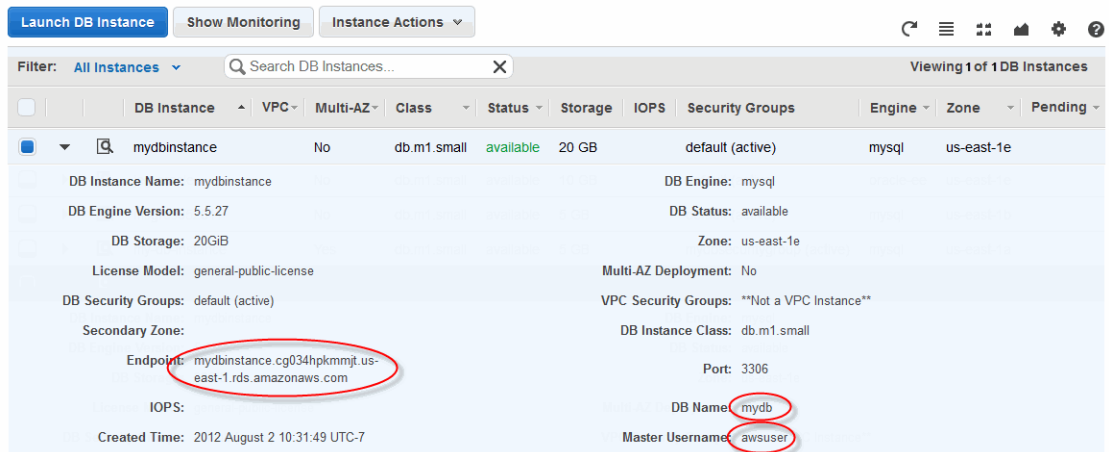 Launch DB Instance Show Monitoring Instance Actions
Filter: All Instances Search DB Instances... Viewing 1 of 1 DB Instances
DB Instance VPC Multi-AZ Class Status Storage IOPS Security Groups Engine Zone Pending
mydbinstance No db.m1.small available 20 GB default (active) mysql us-east-1e
DB Instance Name: mydbinstance DB Engine: mysql
DB Engine Version: 5.5.27 DB Status: available
DB Storage: 20GiB Zone: us-east-1e
License Model: general-public-license Multi-AZ Deployment: No
DB Security Groups: default (active) VPC Security Groups: **Not a VPC Instance**
Secondary Zone: DB Instance Class: db.m1.small
Endpoint: mydbinstance.cg034hpkmmjt.us-
east-1.rds.amazonaws.com
Port: 3306
IOPS: DB Name: mydb
Created Time: 2012 August 2 10:31:49 UTC-7 Master Username: awsuser